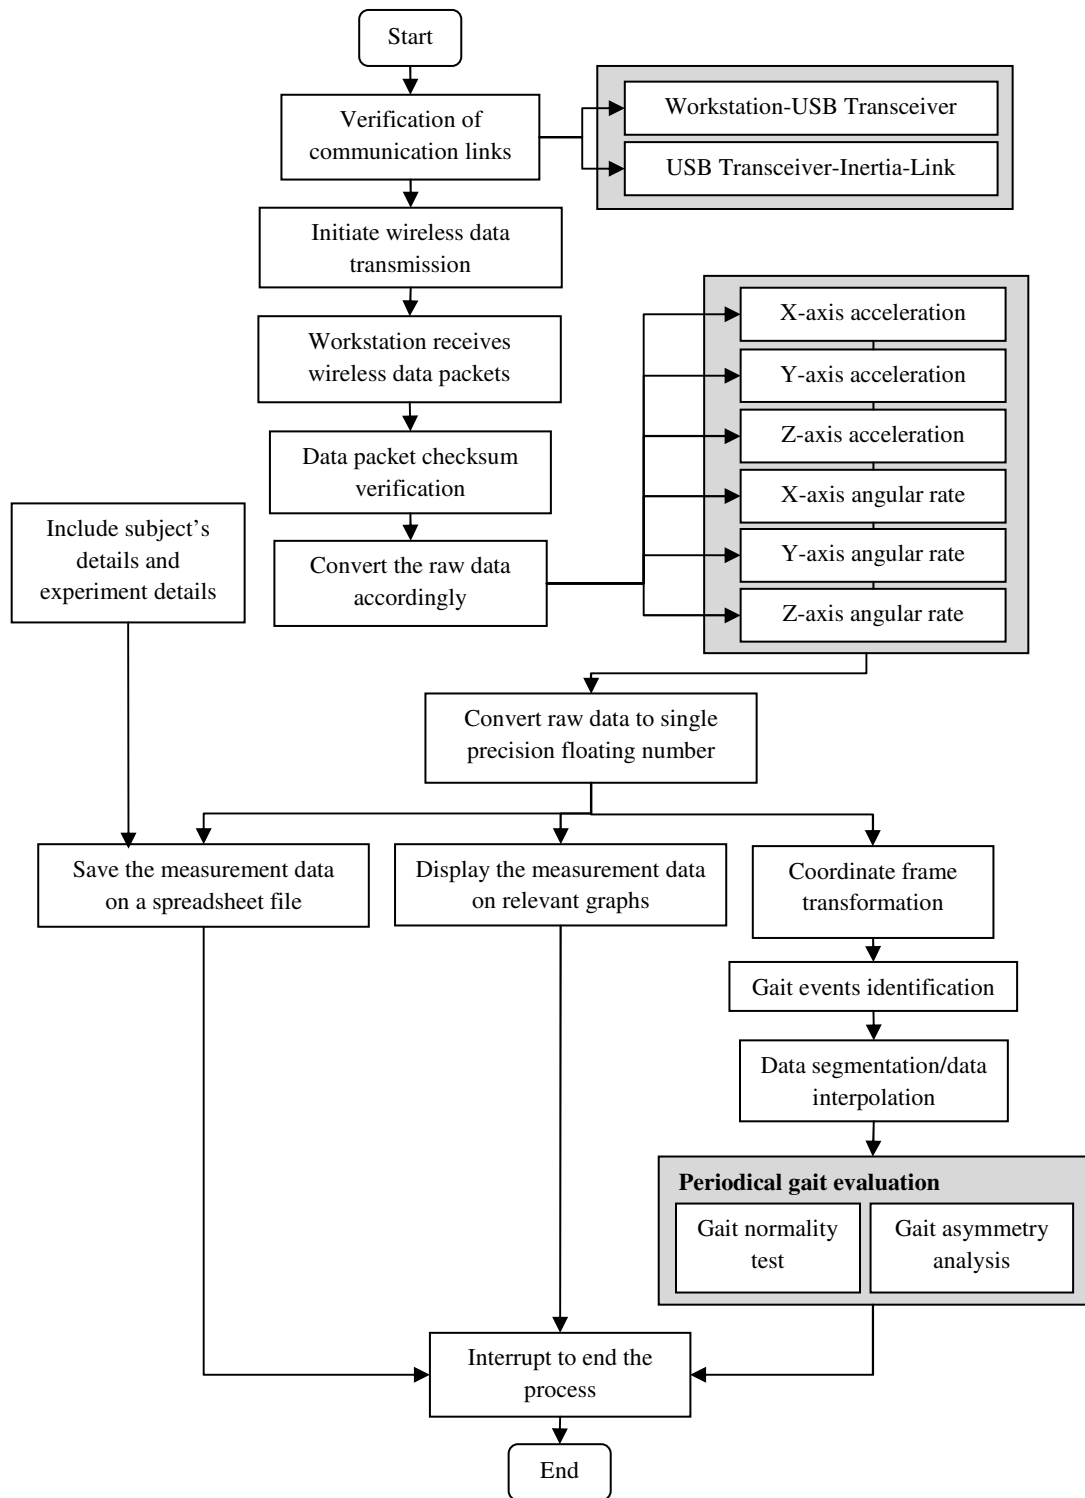 Start
Verification of
communication links
Workstation-USB Transceiver
USB Transceiver-Inertia-Link
Initiate wireless data
transmission
Workstation receives
wireless data packets
Data packet checksum
verification
Convert the raw data
accordingly
X-axis acceleration
Y-axis acceleration
Z-axis acceleration
X-axis angular rate
Y-axis angular rate
Z-axis angular rate
Include subject’s
details and
experiment details
Convert raw data to single
precision floating number
Save the measurement data
on a spreadsheet file
Display the measurement data
on relevant graphs
Coordinate frame
transformation
Gait events identification
Data segmentation/data
interpolation
Periodical gait evaluation
Gait normality
test
Gait asymmetry
analysis
Interrupt to end the
process
End